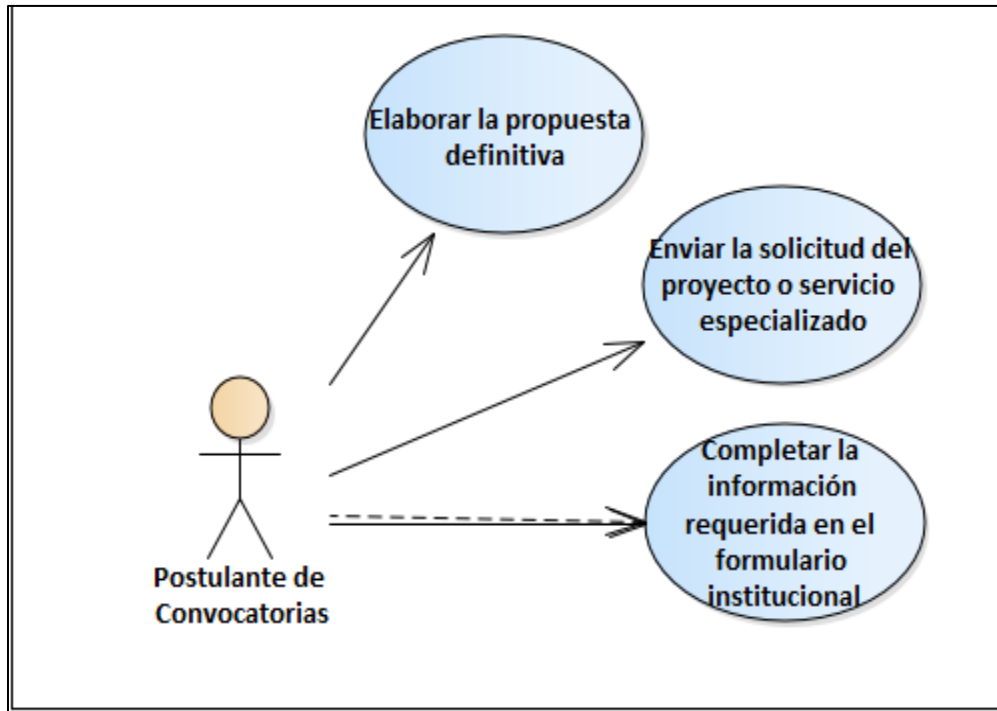 Elaborar la propuesta
definitiva
Enviar la solicitud del
proyecto o servicio
especializado
Completar la
información
requerida en el
formulario
institucional
Postulante de
Convocatorias